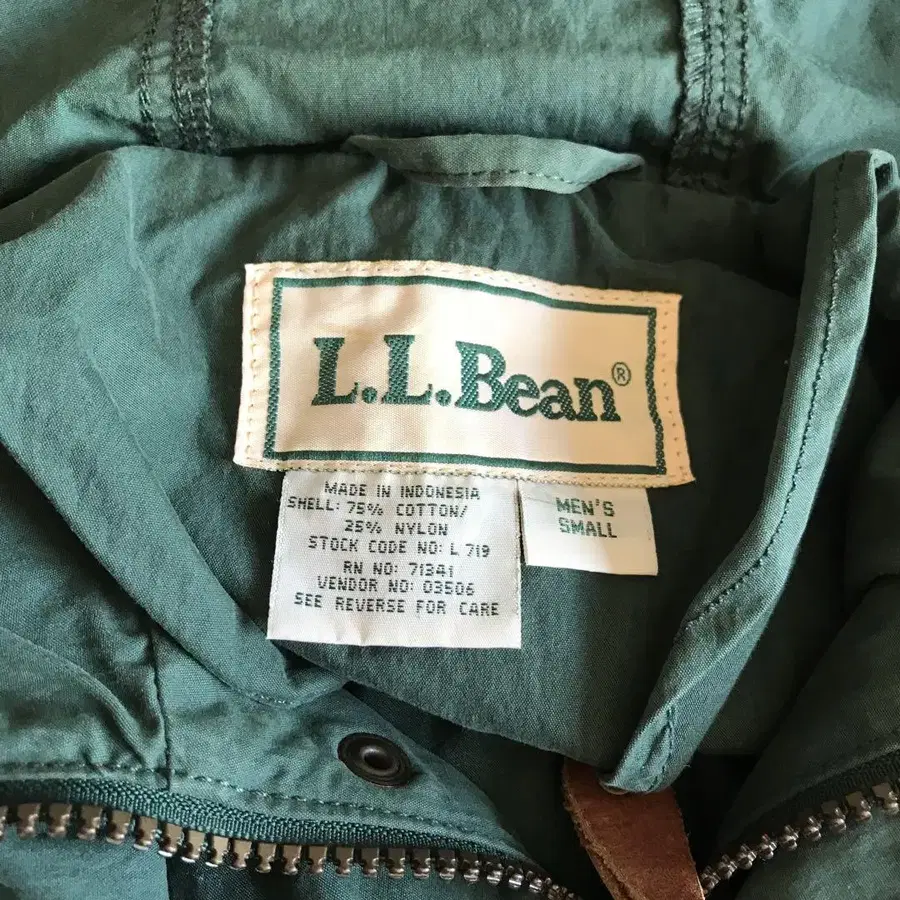 L.L.Bean®
MADE IN INDONESIA
SHELL: 75% COTTON/
25% NYLON
STOCK CODE NO: L 719
RN NO: 71341
VENDOR NO: 03506
SEE REVERSE FOR CARE
MEN'S
SMALL